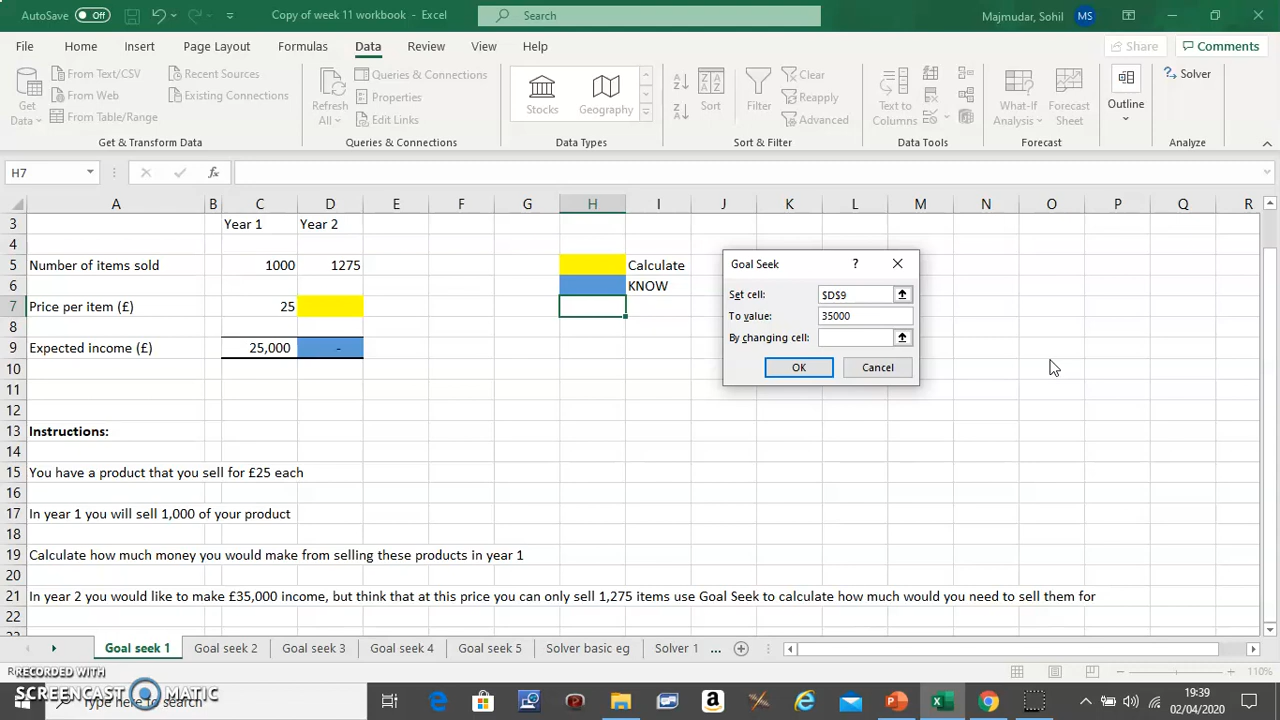 AutoSave Off Copy of week 11 workbook - Excel Search Majmudar, Sohil MS
File Home Insert Page Layout Formulas Data Review View Help Share Comments
Get Data From Text/CSV Recent Sources Refresh All Queries & Connections Stocks Geography Sort Filter Clear Text to Columns What-If Analysis Forecast Sheet Outline Solver
From Web Existing Connections Properties Reapply
From Table/Range Edit Links Advanced
Get & Transform Data Queries & Connections Data Types Sort & Filter Data Tools Forecast Analyze
H7 fx
A B C D E F G H I J K L M N O P Q R
3 Year 1 Year 2
4
5 Number of items sold 1000 1275 Calculate
6 KNOW
7 Price per item (£) 25
8
9 Expected income (£) 25,000 -
10
11
12
13 Instructions:
14
15 You have a product that you sell for £25 each
16
17 In year 1 you will sell 1,000 of your product
18
19 Calculate how much money you would make from selling these products in year 1
20
21 In year 2 you would like to make £35,000 income, but think that at this price you can only sell 1,275 items use Goal Seek to calculate how much would you need to sell them for
22
Goal Seek ?
Set cell: $D$9
To value: 35000
By changing cell:
OK Cancel
Goal seek 1 Goal seek 2 Goal seek 3 Goal seek 4 Goal seek 5 Solver basic eg Solver 1 ...
110%
RECORDED WITH
SCREENCAST MATIC
Type here to search
19:39
02/04/2020